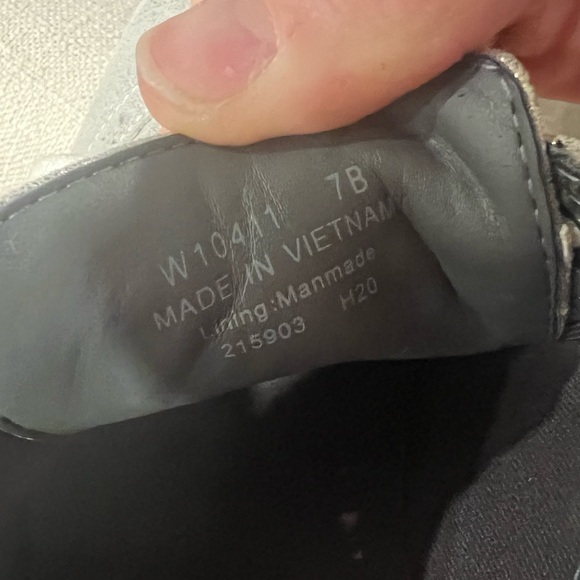 W10411 7B
MADE IN VIETNAM
Lining:Manmade
215903 H20